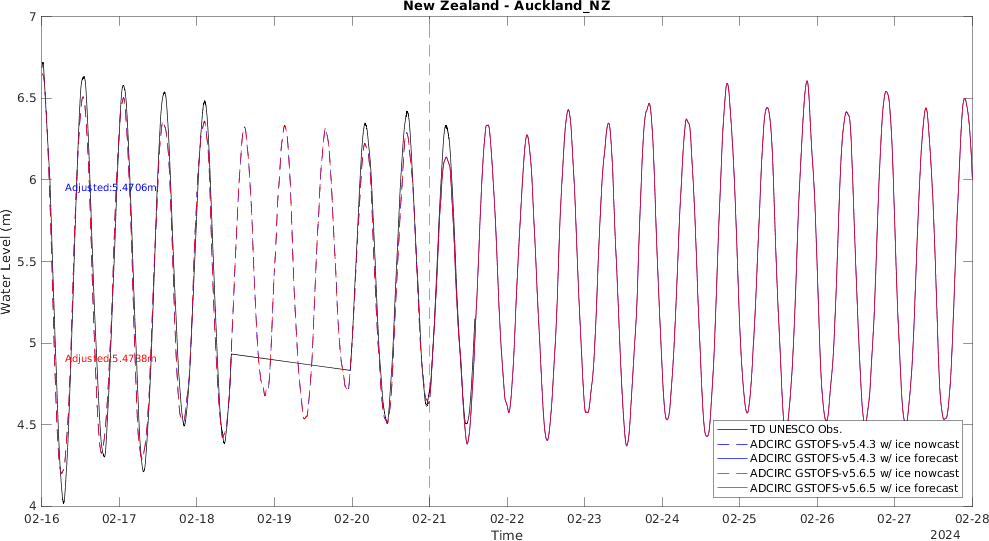 New Zealand - Auckland_NZ
7
6.5
6
5.5
5
4.5
4
Water Level (m)
Adjusted:5.4706m
Adjusted:5.4738m
TD UNESCO Obs.
ADCIRC GSTOFS-v5.4.3 w/ ice nowcast
ADCIRC GSTOFS-v5.4.3 w/ ice forecast
ADCIRC GSTOFS-v5.6.5 w/ ice nowcast
ADCIRC GSTOFS-v5.6.5 w/ ice forecast
02-16 02-17 02-18 02-19 02-20 02-21 02-22 02-23 02-24 02-25 02-26 02-27 02-28
Time
2024